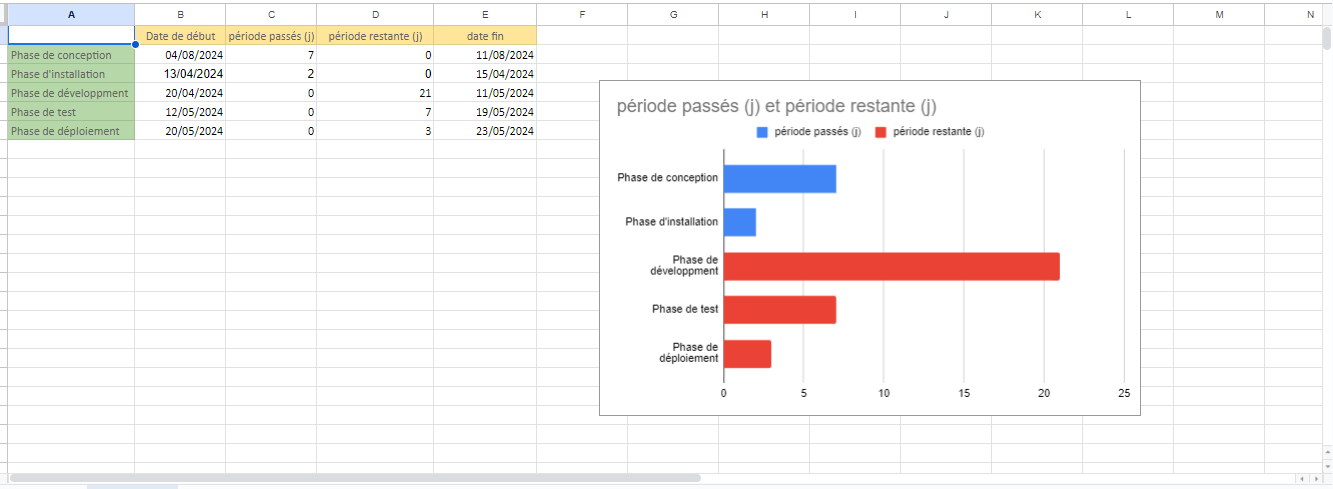 A B C D E F G H I J K L M N
Date de début période passés (j) période restante (j) date fin
Phase de conception 04/08/2024 7 0 11/08/2024
Phase d'installation 13/04/2024 2 0 15/04/2024
Phase de développment 20/04/2024 0 21 11/05/2024
Phase de test 12/05/2024 0 7 19/05/2024
Phase de déploiement 20/05/2024 0 3 23/05/2024
période passés (j) et période restante (j)
période passés (j) période restante (j)
Phase de conception
Phase d'installation
Phase de
développment
Phase de test
Phase de
déploiement
0 5 10 15 20 25